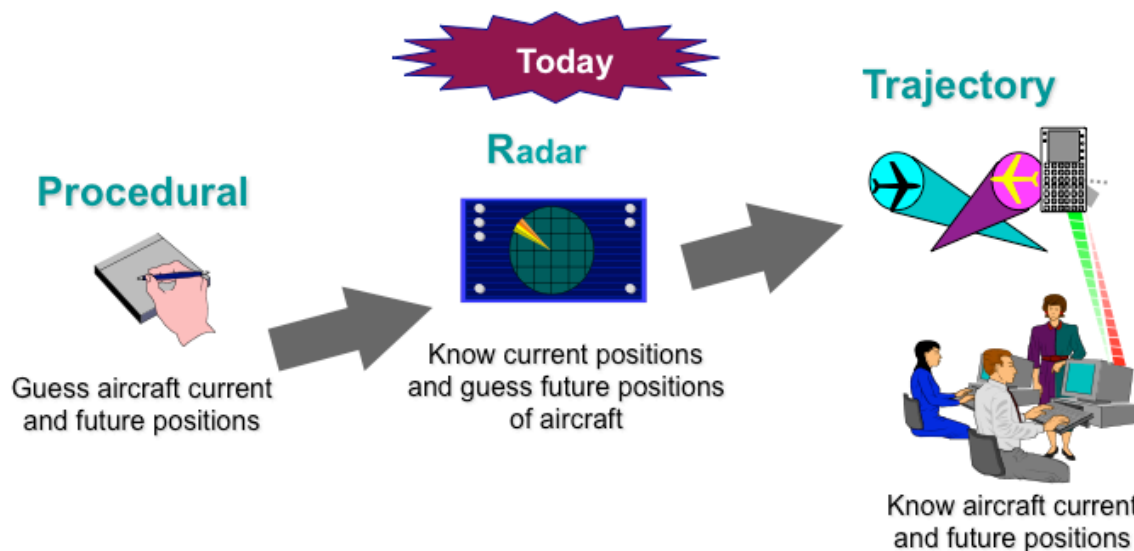 Today
Procedural
Guess aircraft current
and future positions
Radar
Know current positions
and guess future positions
of aircraft
Trajectory
Know aircraft current
and future positions